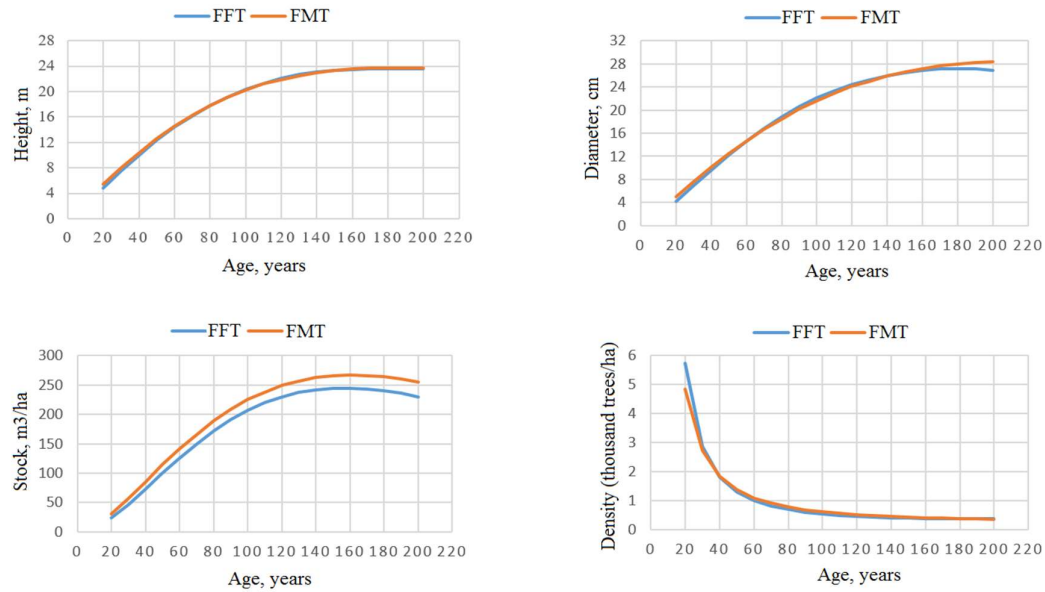 FFT FMT
28
24
20
16
12
8
4
0
Height, m
0 20 40 60 80 100 120 140 160 180 200 220
Age, years
FFT FMT
32
28
24
20
16
12
8
4
0
Diameter, cm
0 20 40 60 80 100 120 140 160 180 200 220
Age, years
FFT FMT
300
250
200
150
100
50
0
Stock, m3/ha
0 20 40 60 80 100 120 140 160 180 200 220
Age, years
FFT FMT
6
5
4
3
2
1
0
Density (thousand trees/ha)
0 20 40 60 80 100 120 140 160 180 200 220
Age, years